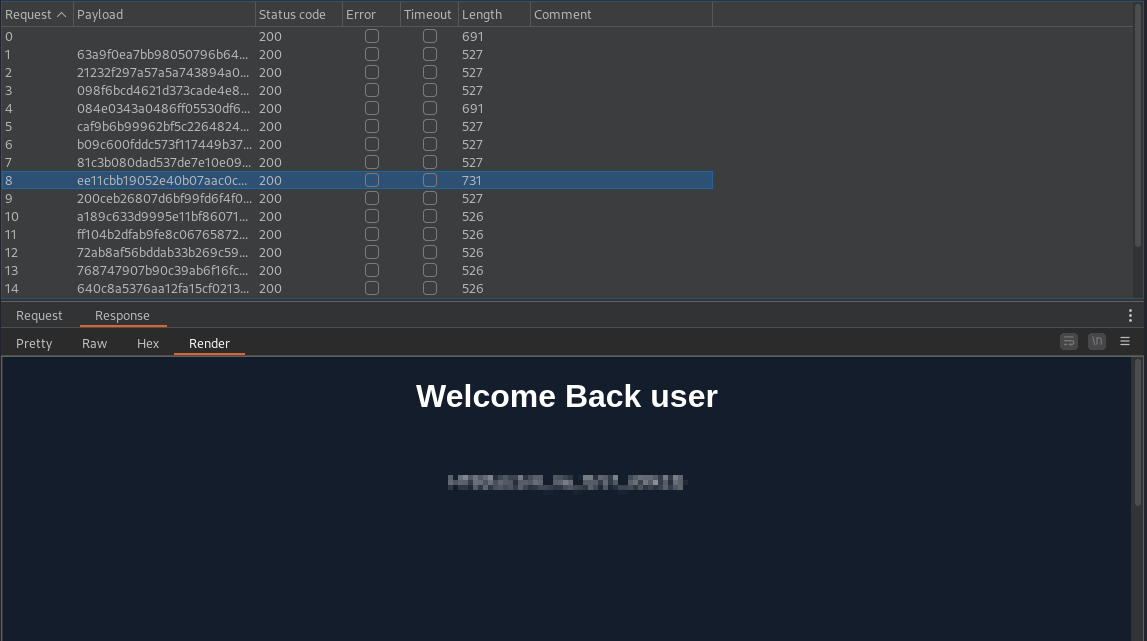 Request Payload Status code Error Timeout Length Comment
0 200 691
1 63a9f0ea7bb98050796b64... 200 527
2 21232f297a57a5a743894a0... 200 527
3 098f6bcd4621d373cade4e8... 200 527
4 084e0343a0486ff05530df6... 200 691
5 caf9b6b99962bf5c2264824... 200 527
6 b09c600fddc573f117449b37... 200 527
7 81c3b080dad537de7e10e09... 200 527
8 ee11cbb19052e40b07aac0c... 200 731
9 200ceb26807d6bf99fd6f4f0... 200 527
10 a189c633d9995e11bf86071... 200 526
11 ff104b2dfab9fe8c06765872... 200 526
12 72ab8af56bddab33b269c59... 200 526
13 768747907b90c39ab6f16fc... 200 526
14 640c8a5376aa12fa15cf0213... 200 526
Request Response
Pretty Raw Hex Render
\n
Welcome Back user